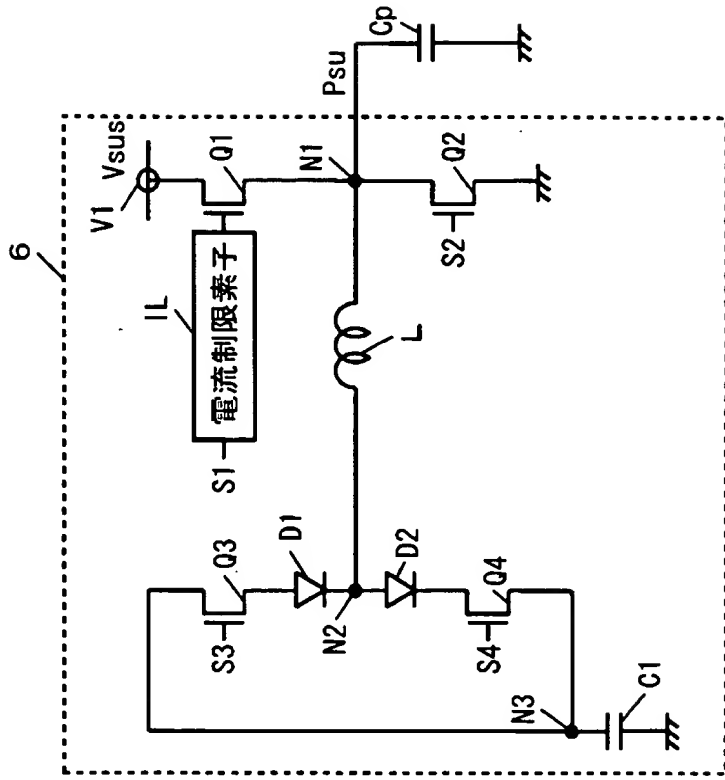 6
V1
Vsus
S1
IL
電流制限素子
Q1
N1
Psu
Cp
S2
Q2
L
S3
Q3
D1
N2
D2
S4
Q4
N3
C1